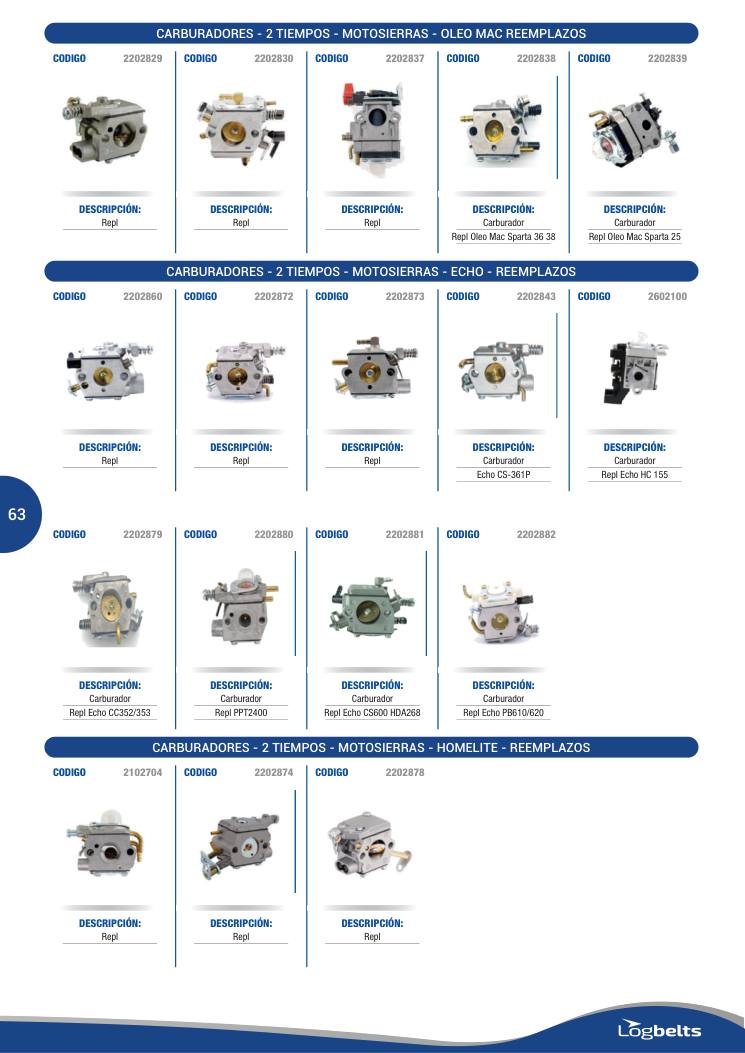 CARBURADORES - 2 TIEMPOS - MOTOSIERRAS - OLEO MAC REEMPLAZOS
CODIGO 2202829
CODIGO 2202830
CODIGO 2202837
CODIGO 2202838
CODIGO 2202839
DESCRIPCIÓN:
Repl
DESCRIPCIÓN:
Repl
DESCRIPCIÓN:
Repl
DESCRIPCIÓN:
Carburador
Repl Oleo Mac Sparta 36 38
DESCRIPCIÓN:
Carburador
Repl Oleo Mac Sparta 25
CARBURADORES - 2 TIEMPOS - MOTOSIERRAS - ECHO - REEMPLAZOS
CODIGO 2202860
CODIGO 2202872
CODIGO 2202873
CODIGO 2202843
CODIGO 2602100
DESCRIPCIÓN:
Repl
DESCRIPCIÓN:
Repl
DESCRIPCIÓN:
Repl
DESCRIPCIÓN:
Carburador
Echo CS-361P
DESCRIPCIÓN:
Carburador
Repl Echo HC 155
63
CODIGO 2202879
CODIGO 2202880
CODIGO 2202881
CODIGO 2202882
DESCRIPCIÓN:
Carburador
Repl Echo CC352/353
DESCRIPCIÓN:
Carburador
Repl PPT2400
DESCRIPCIÓN:
Carburador
Repl Echo CS600 HDA268
DESCRIPCIÓN:
Carburador
Repl Echo PB610/620
CARBURADORES - 2 TIEMPOS - MOTOSIERRAS - HOMELITE - REEMPLAZOS
CODIGO 2102704
CODIGO 2202874
CODIGO 2202878
DESCRIPCIÓN:
Repl
DESCRIPCIÓN:
Repl
DESCRIPCIÓN:
Repl
Logbelts